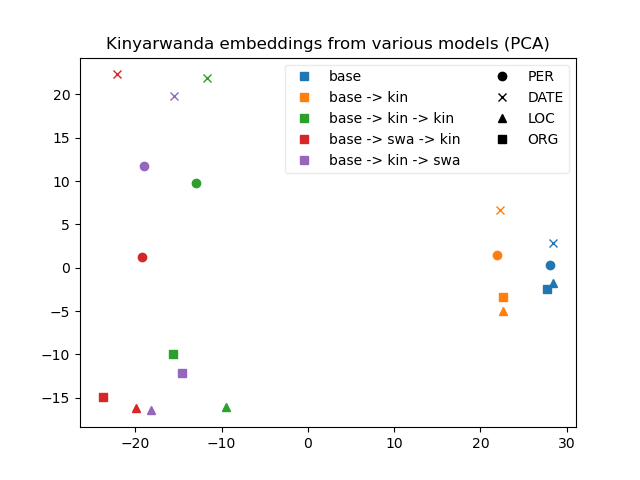 Kinyarwanda embeddings from various models (PCA)
base
base -> kin
base -> kin -> kin
base -> swa -> kin
base -> kin -> swa
PER
DATE
LOC
ORG
20
15
10
5
0
−5
−10
−15
−20
−10
0
10
20
30